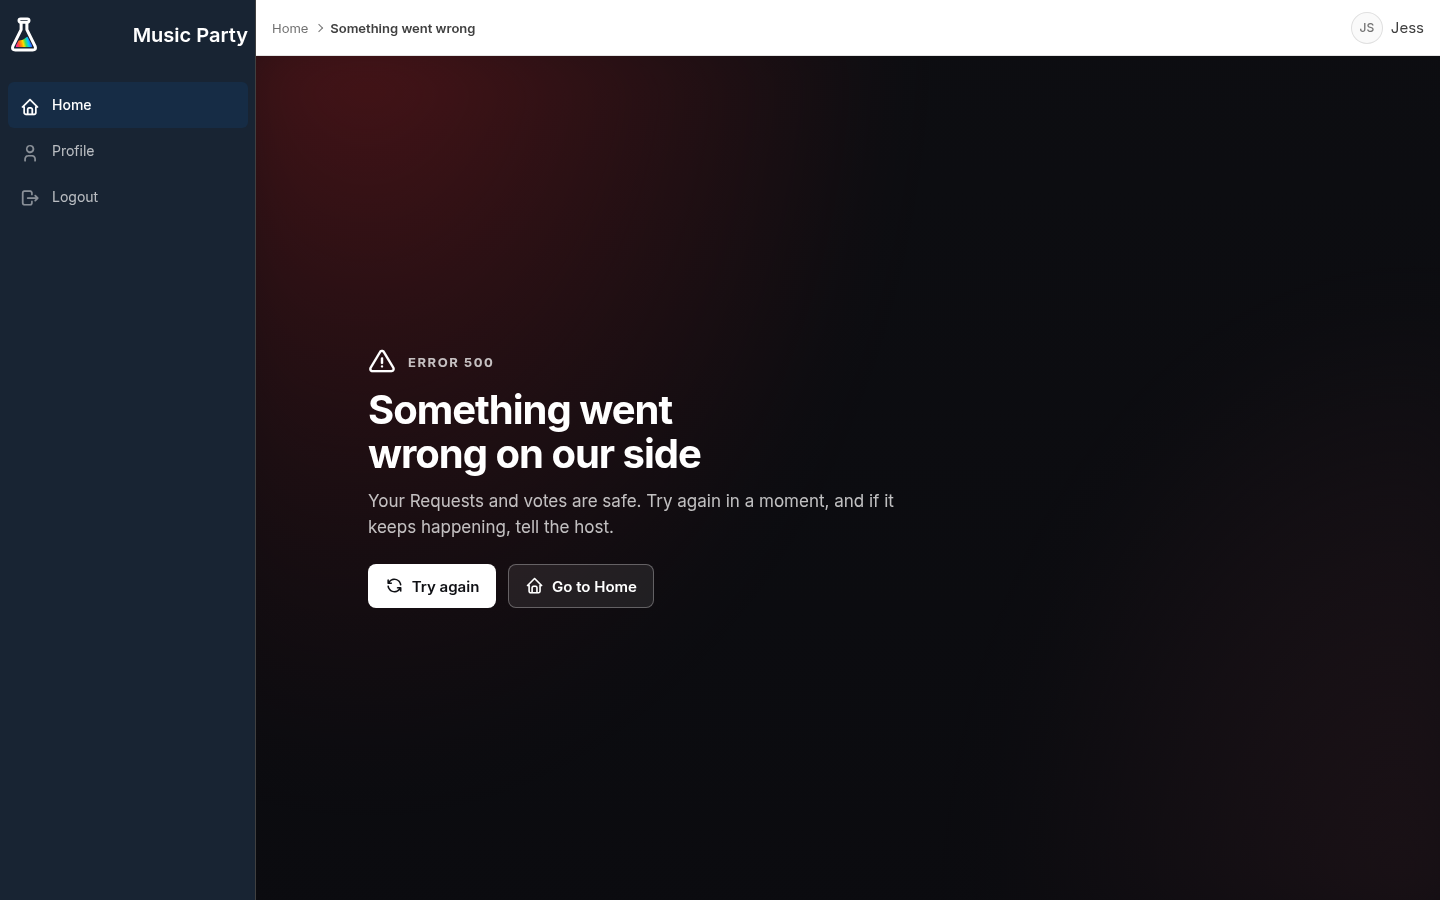 Music Party
Home
Profile
Logout
Home
Something went wrong
JS
Jess
ERROR 500
Something went
wrong on our side
Your Requests and votes are safe. Try again in a moment, and if it
keeps happening, tell the host.
Try again
Go to Home